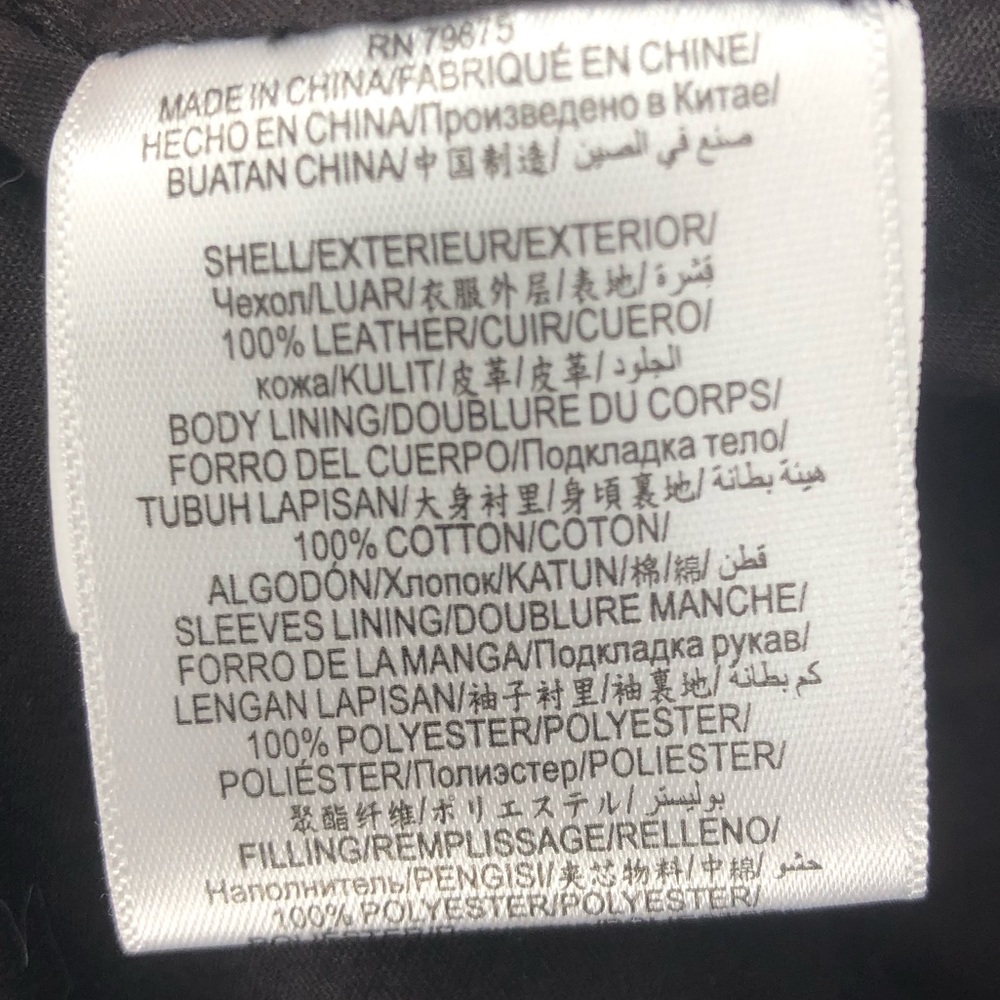 RN 79675
MADE IN CHINA/FABRIQUÉ EN CHINE/
HECHO EN CHINA/Произведено в Китае/
BUATAN CHINA/中国制造/ صنع في الصين
SHELL/EXTERIEUR/EXTERIOR/
Чехол/LUAR/衣服外层/表地/ قشرة
100% LEATHER/CUIR/CUERO/
кожа/KULIT/皮革/皮革/ الجلود
BODY LINING/DOUBLURE DU CORPS/
FORRO DEL CUERPO/Подкладка тело/
TUBUH LAPISAN/大身衬里/身頃裏地/ هيئة بطانة
100% COTTON/COTON/
ALGODÓN/Хлопок/KATUN/棉/綿/ قطن
SLEEVES LINING/DOUBLURE MANCHE/
FORRO DE LA MANGA/Подкладка рукав/
LENGAN LAPISAN/袖子衬里/袖裏地/ كم بطانة
100% POLYESTER/POLYESTER/
POLIÉSTER/Полиэстер/POLIESTER/
聚酯纤维/ポリエステル/ بوليستر
FILLING/REMPLISSAGE/RELLENO/
Наполнитель/PENGISI/夹芯物料/中綿/ حشو
100% POLYESTER/POLYESTER/